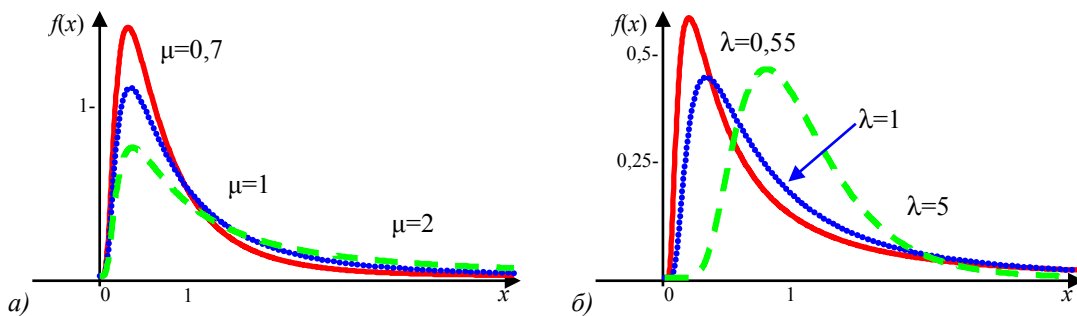 f(x)
μ=0,7
1-
μ=1
μ=2
а)
0
1
x
f(x)
0,5-
λ=0,55
λ=1
0,25-
λ=5
б)
0
1
x